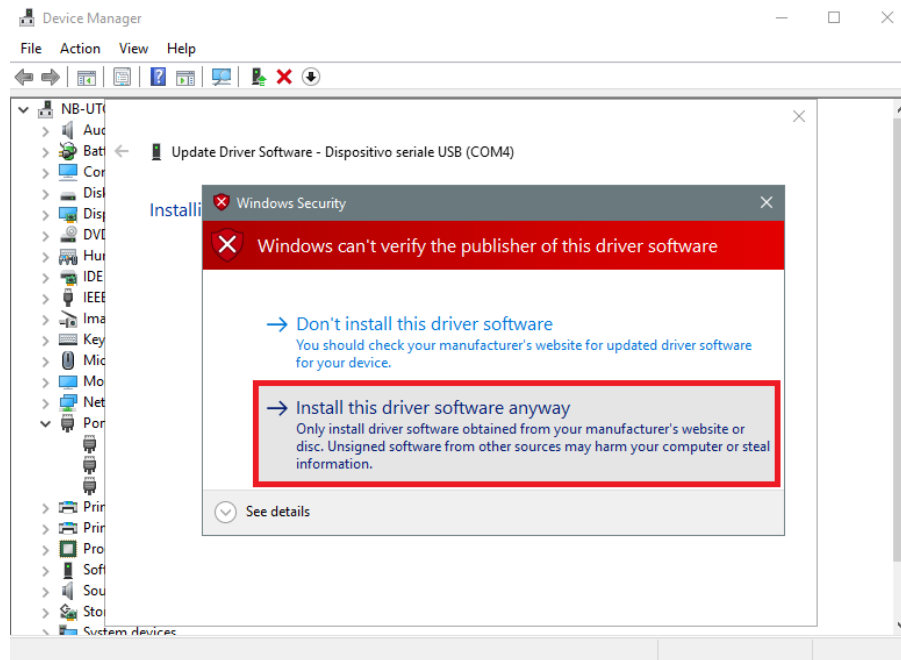 Device Manager
File Action View Help
NB-UT
Aud
Batt
Cor
Disk
Disp
DVD
Hum
IDE
IEEE
Ima
Key
Mic
Mo
Net
Por
Prin
Prin
Pro
Soft
Sou
Stor
System devices
Update Driver Software - Dispositivo seriale USB (COM4)
Installi
Windows Security
Windows can't verify the publisher of this driver software
Don't install this driver software
You should check your manufacturer's website for updated driver software
for your device.
Install this driver software anyway
Only install driver software obtained from your manufacturer's website or
disc. Unsigned software from other sources may harm your computer or steal
information.
See details